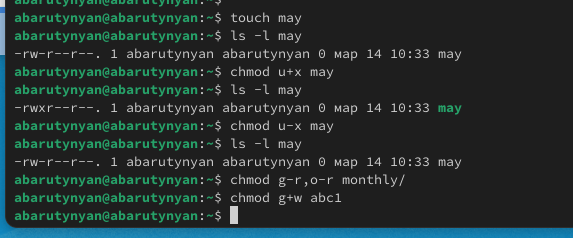 abarutynyan@abarutynyan:~$ touch may
abarutynyan@abarutynyan:~$ ls -l may
-rw-r--r--. 1 abarutynyan abarutynyan 0 мар 14 10:33 may
abarutynyan@abarutynyan:~$ chmod u+x may
abarutynyan@abarutynyan:~$ ls -l may
-rwxr--r--. 1 abarutynyan abarutynyan 0 мар 14 10:33 may
abarutynyan@abarutynyan:~$ chmod u-x may
abarutynyan@abarutynyan:~$ ls -l may
-rw-r--r--. 1 abarutynyan abarutynyan 0 мар 14 10:33 may
abarutynyan@abarutynyan:~$ chmod g-r,o-r monthly/
abarutynyan@abarutynyan:~$ chmod g+w abc1
abarutynyan@abarutynyan:~$